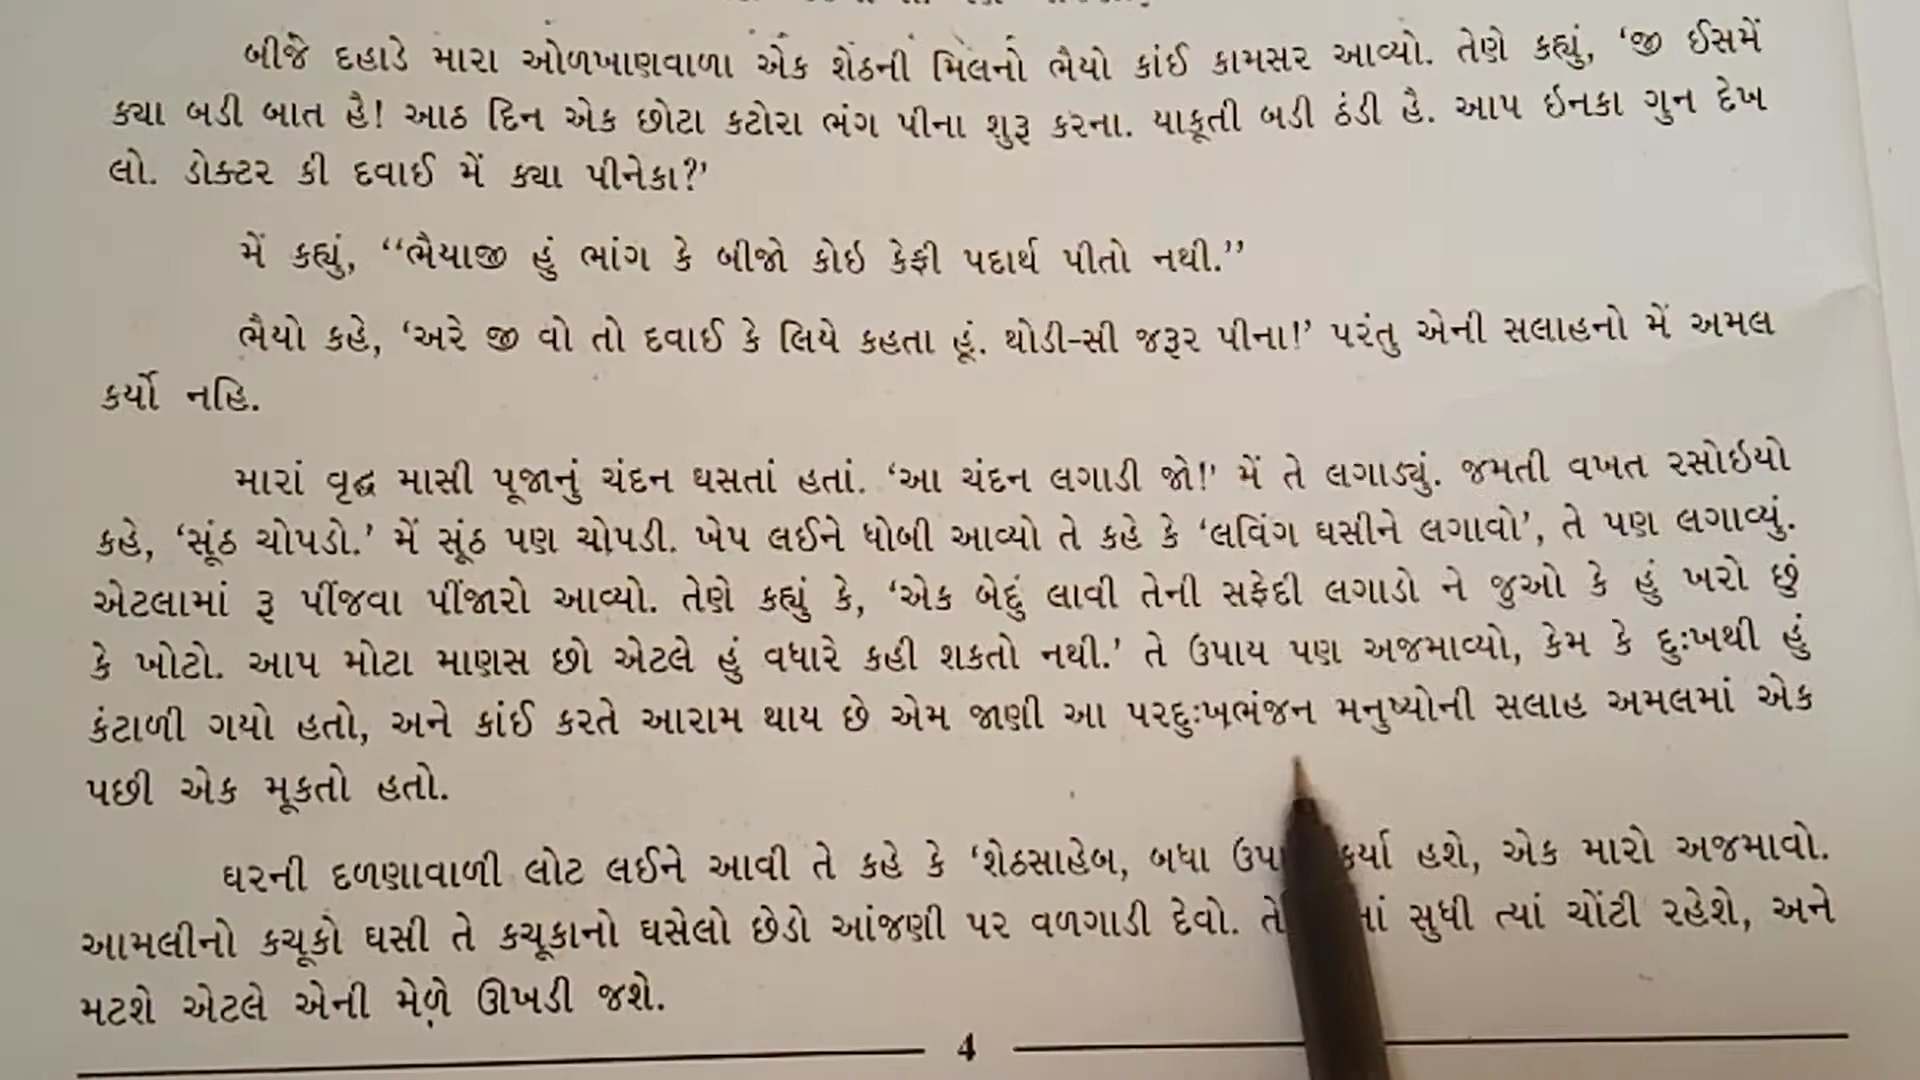 બીજે દહાડે મારા ઓળખાણવાળા એક શેઠની મિલનો ભૈયો કાંઈ કામસર આવ્યો. તેણે કહ્યું, ‘જી ઈસમેં
ક્યા બડી બાત હૈ! આઠ દિન એક છોટા કટોરા ભંગ પીના શુરૂ કરના. યાકૂતી બડી ઠંડી હૈ. આપ ઇનકા ગુન દેખ
લો. ડોક્ટર કી દવાઈ મેં ક્યા પીનેકા?’
મેં કહ્યું, “ભૈયાજી હું ભાંગ કે બીજો કોઇ કેફી પદાર્થ પીતો નથી.”
ભૈયો કહે, ‘અરે જી વો તો દવાઈ કે લિયે કહતા હૂં. થોડી-સી જરૂર પીના!’ પરંતુ એની સલાહનો મેં અમલ
કર્યો નહિ.
મારાં વૃદ્ધ માસી પૂજાનું ચંદન ઘસતાં હતાં. ‘આ ચંદન લગાડી જો!’ મેં તે લગાડ્યું. જમતી વખત રસોઇયો
કહે, ‘સૂંઠ ચોપડો.’ મેં સૂંઠ પણ ચોપડી. ખેપ લઈને ધોબી આવ્યો તે કહે કે ‘લવિંગ ઘસીને લગાવો’, તે પણ લગાવ્યું.
એટલામાં રૂ પીંજવા પીંજારો આવ્યો. તેણે કહ્યું કે, ‘એક બેદું લાવી તેની સફેદી લગાડો ને જુઓ કે હું ખરો છું
કે ખોટો. આપ મોટા માણસ છો એટલે હું વધારે કહી શકતો નથી.’ તે ઉપાય પણ અજમાવ્યો, કેમ કે દુઃખથી હું
કંટાળી ગયો હતો, અને કાંઈ કરતે આરામ થાય છે એમ જાણી આ પરદુઃખભંજન મનુષ્યોની સલાહ અમલમાં એક
પછી એક મૂકતો હતો.
ઘરની દળણાવાળી લોટ લઈને આવી તે કહે કે ‘શેઠસાહેબ, બધા કર્યા હશે, એક મારો અજમાવો.
આમલીનો કચૂકો ઘસી તે કચૂકાનો ઘસેલો છેડો આંજણી પર વળગાડી દેવો. સુધી ત્યાં ચોંટી રહેશે, અને
મટશે એટલે એની મેળે ઊખડી જશે.
4